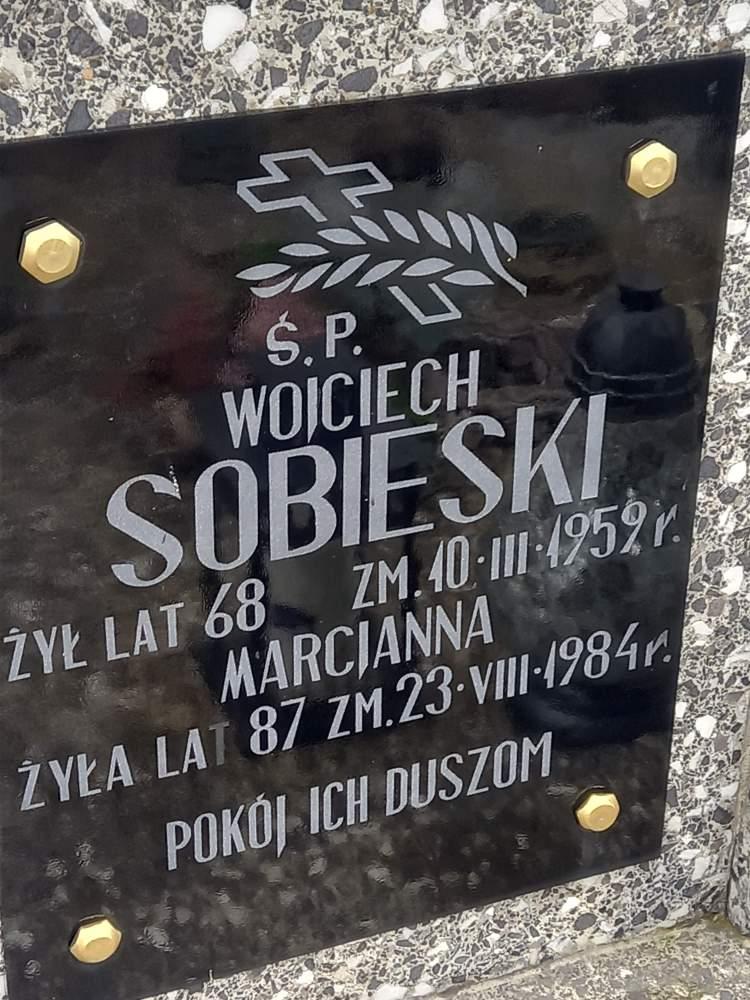 Ś.P.
WOJCIECH
SOBIESKI
ŻYŁ LAT 68 ZM. 10·III·1959 r.
MARCJANNA
ŻYŁA LAT 87 ZM. 23·VIII·1984 r.
POKÓJ ICH DUSZOM